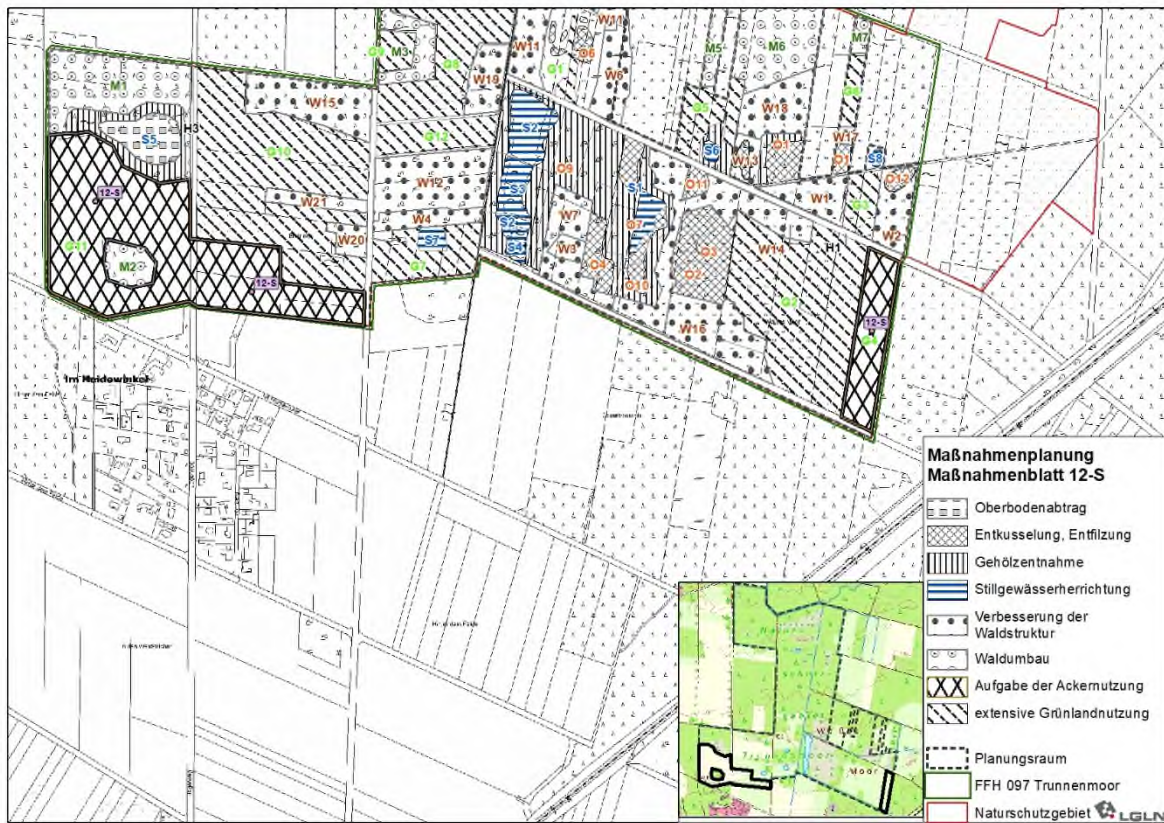 G9
M3
G8
W19
W11
G1
O6
W11
W6
M5
M6
M7
M1
H3
S5
W15
G10
G12
S2
G5
W18
G6
W17
S6
W13
O3
O1
S8
O12
12-S
W21
W12
W4
S3
O9
S1
O11
W1
G3
W2
G11
M2
W20
S7
G7
S2
S4
W7
W3
O4
O7
O10
O3
O2
W14
H1
G2
12-S
W16
12-S
G4
Im Heidewinkel
Maßnahmenplanung
Maßnahmenblatt 12-S
Oberbodenabtrag
Entkusselung, Entfilzung
Gehölzentnahme
Stillgewässerherrichtung
Verbesserung der
Waldstruktur
Waldumbau
Aufgabe der Ackernutzung
extensive Grünlandnutzung
Planungsraum
FFH 097 Trunnenmoor
Naturschutzgebiet
LGLN